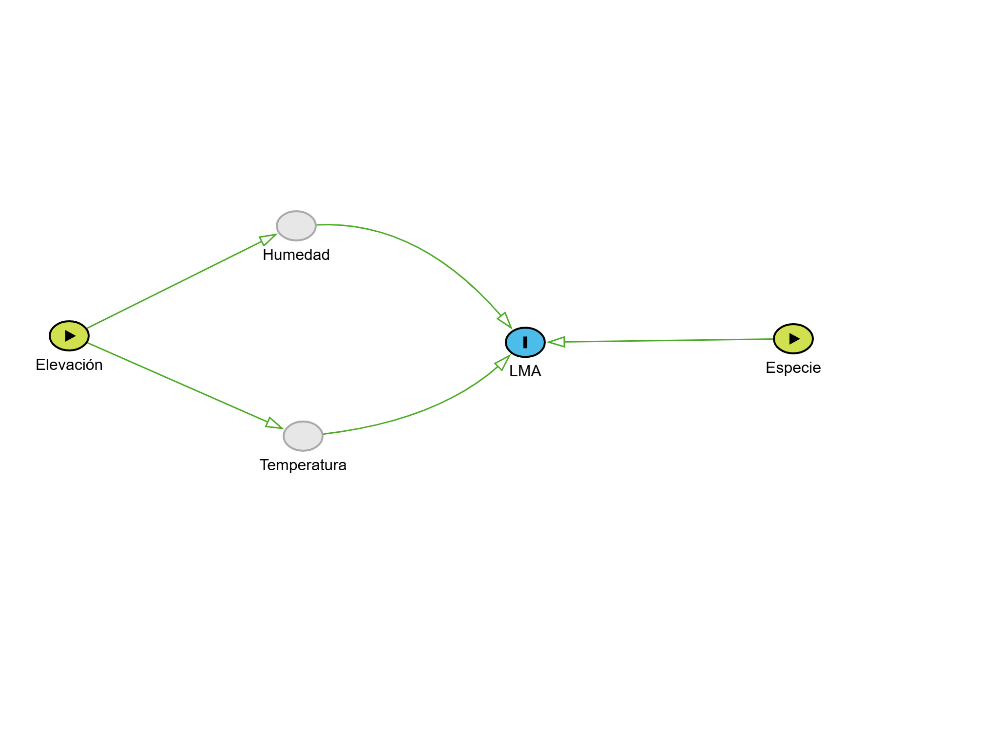 Humedad
Elevación
LMA
Especie
Temperatura